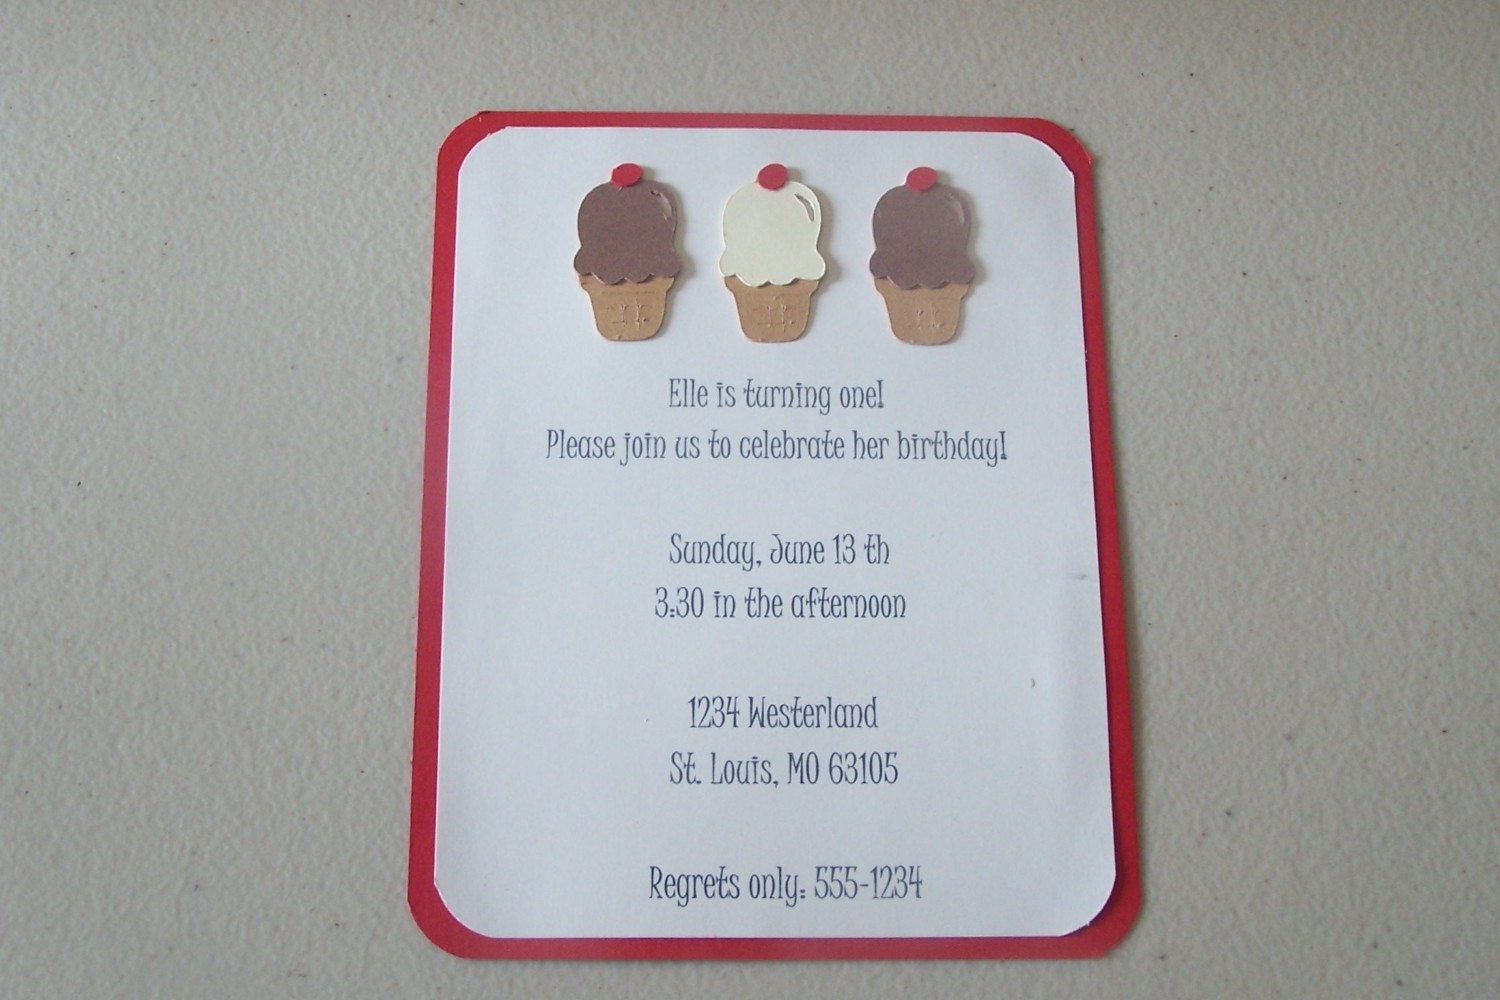 Elle is turning one!
Please join us to celebrate her birthday!
Sunday, June 13 th
3:30 in the afternoon
1234 Westerland
St. Louis, MO 63105
Regrets only: 555-1234